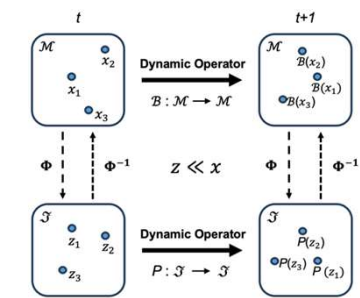 t
t+1
ℳ
x₂
x₁
x₃
Dynamic Operator
ℬ : ℳ → ℳ
ℳ
ℬ(x₂)
ℬ(x₁)
ℬ(x₃)
Φ
Φ⁻¹
z ≪ x
Φ
Φ⁻¹
ℑ
z₁
z₂
z₃
Dynamic Operator
P : ℑ → ℑ
ℑ
P(z₂)
P(z₃)
P (z₁)